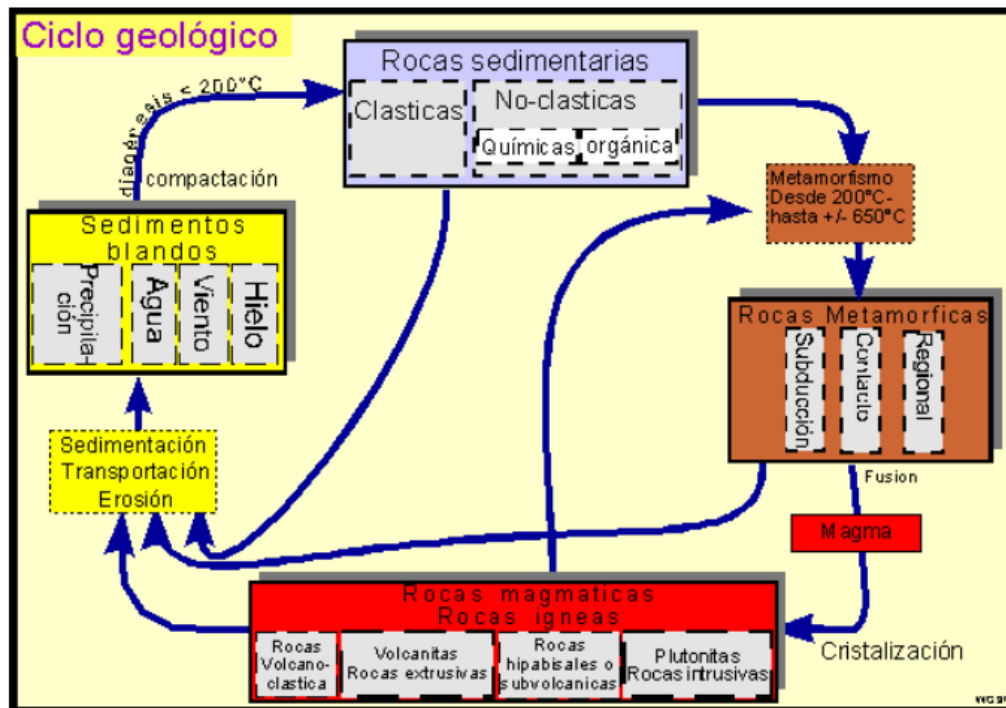 Ciclo geológico
Rocas sedimentarias
Clasticas
No-clasticas
Químicas
orgánica
diagénesis < 200°C
compactación
Metamorfismo
Desde 200°C-
hasta +/- 650°C
Sedimentos
blandos
Precipila-
ción
Agua
Viento
Hielo
Rocas Metamorficas
Subducción
Contacto
Regional
Sedimentación
Transportación
Erosión
Fusion
Magma
Cristalización
Rocas magmaticas
Rocas igneas
Rocas
Volcano-
clastica
Volcanitas
Rocas extrusivas
Rocas
hipabisales o
subvolcanicas
Plutonitas
Rocas intrusivas